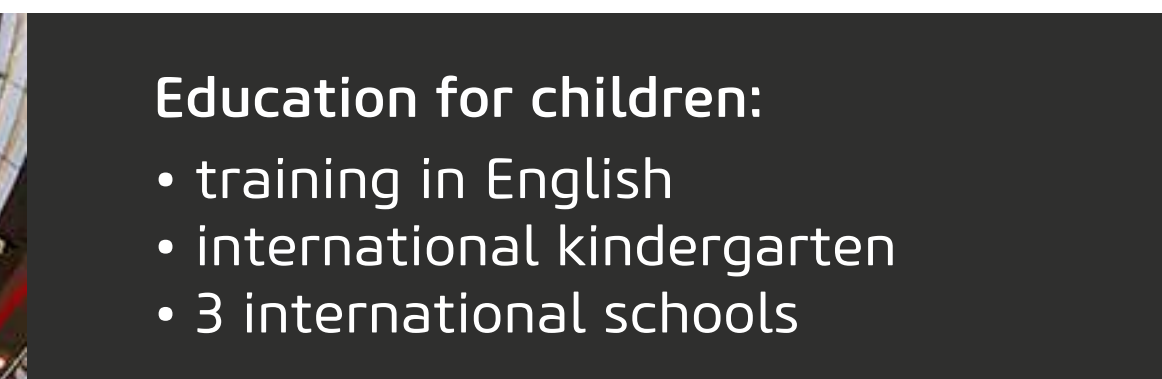 Education for children:
• training in English
• international kindergarten
• 3 international schools